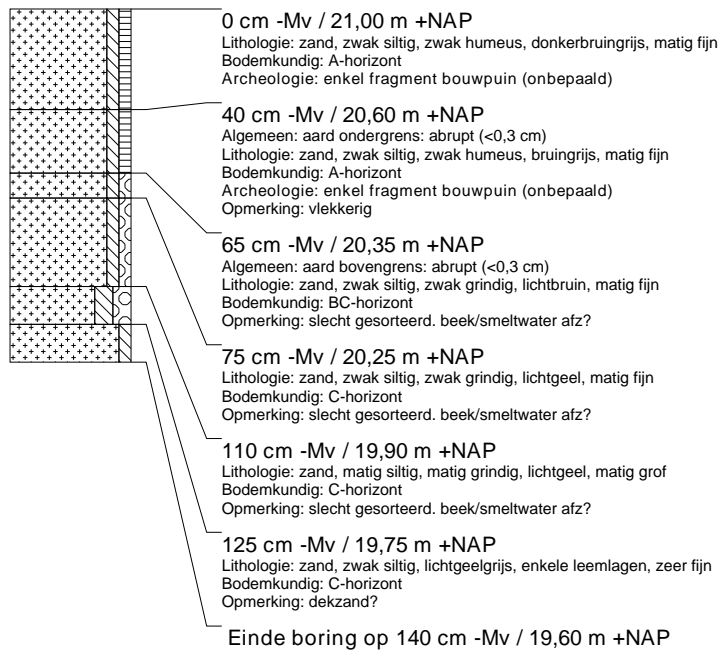 0 cm -Mv / 21,00 m +NAP
Lithologie: zand, zwak siltig, zwak humeus, donkerbruingrijs, matig fijn
Bodemkundig: A-horizont
Archeologie: enkel fragment bouwpuin (onbepaald)
40 cm -Mv / 20,60 m +NAP
Algemeen: aard ondergrens: abrupt (<0,3 cm)
Lithologie: zand, zwak siltig, zwak humeus, bruingrijs, matig fijn
Bodemkundig: A-horizont
Archeologie: enkel fragment bouwpuin (onbepaald)
Opmerking: vlekkerig
65 cm -Mv / 20,35 m +NAP
Algemeen: aard bovengrens: abrupt (<0,3 cm)
Lithologie: zand, zwak siltig, zwak grindig, lichtbruin, matig fijn
Bodemkundig: BC-horizont
Opmerking: slecht gesorteerd. beek/smeltwater afz?
75 cm -Mv / 20,25 m +NAP
Lithologie: zand, zwak siltig, zwak grindig, lichtgeel, matig fijn
Bodemkundig: C-horizont
Opmerking: slecht gesorteerd. beek/smeltwater afz?
110 cm -Mv / 19,90 m +NAP
Lithologie: zand, matig siltig, matig grindig, lichtgeel, matig grof
Bodemkundig: C-horizont
Opmerking: slecht gesorteerd. beek/smeltwater afz?
125 cm -Mv / 19,75 m +NAP
Lithologie: zand, zwak siltig, lichtgeelgrijs, enkele leemlagen, zeer fijn
Bodemkundig: C-horizont
Opmerking: dekzand?
Einde boring op 140 cm -Mv / 19,60 m +NAP